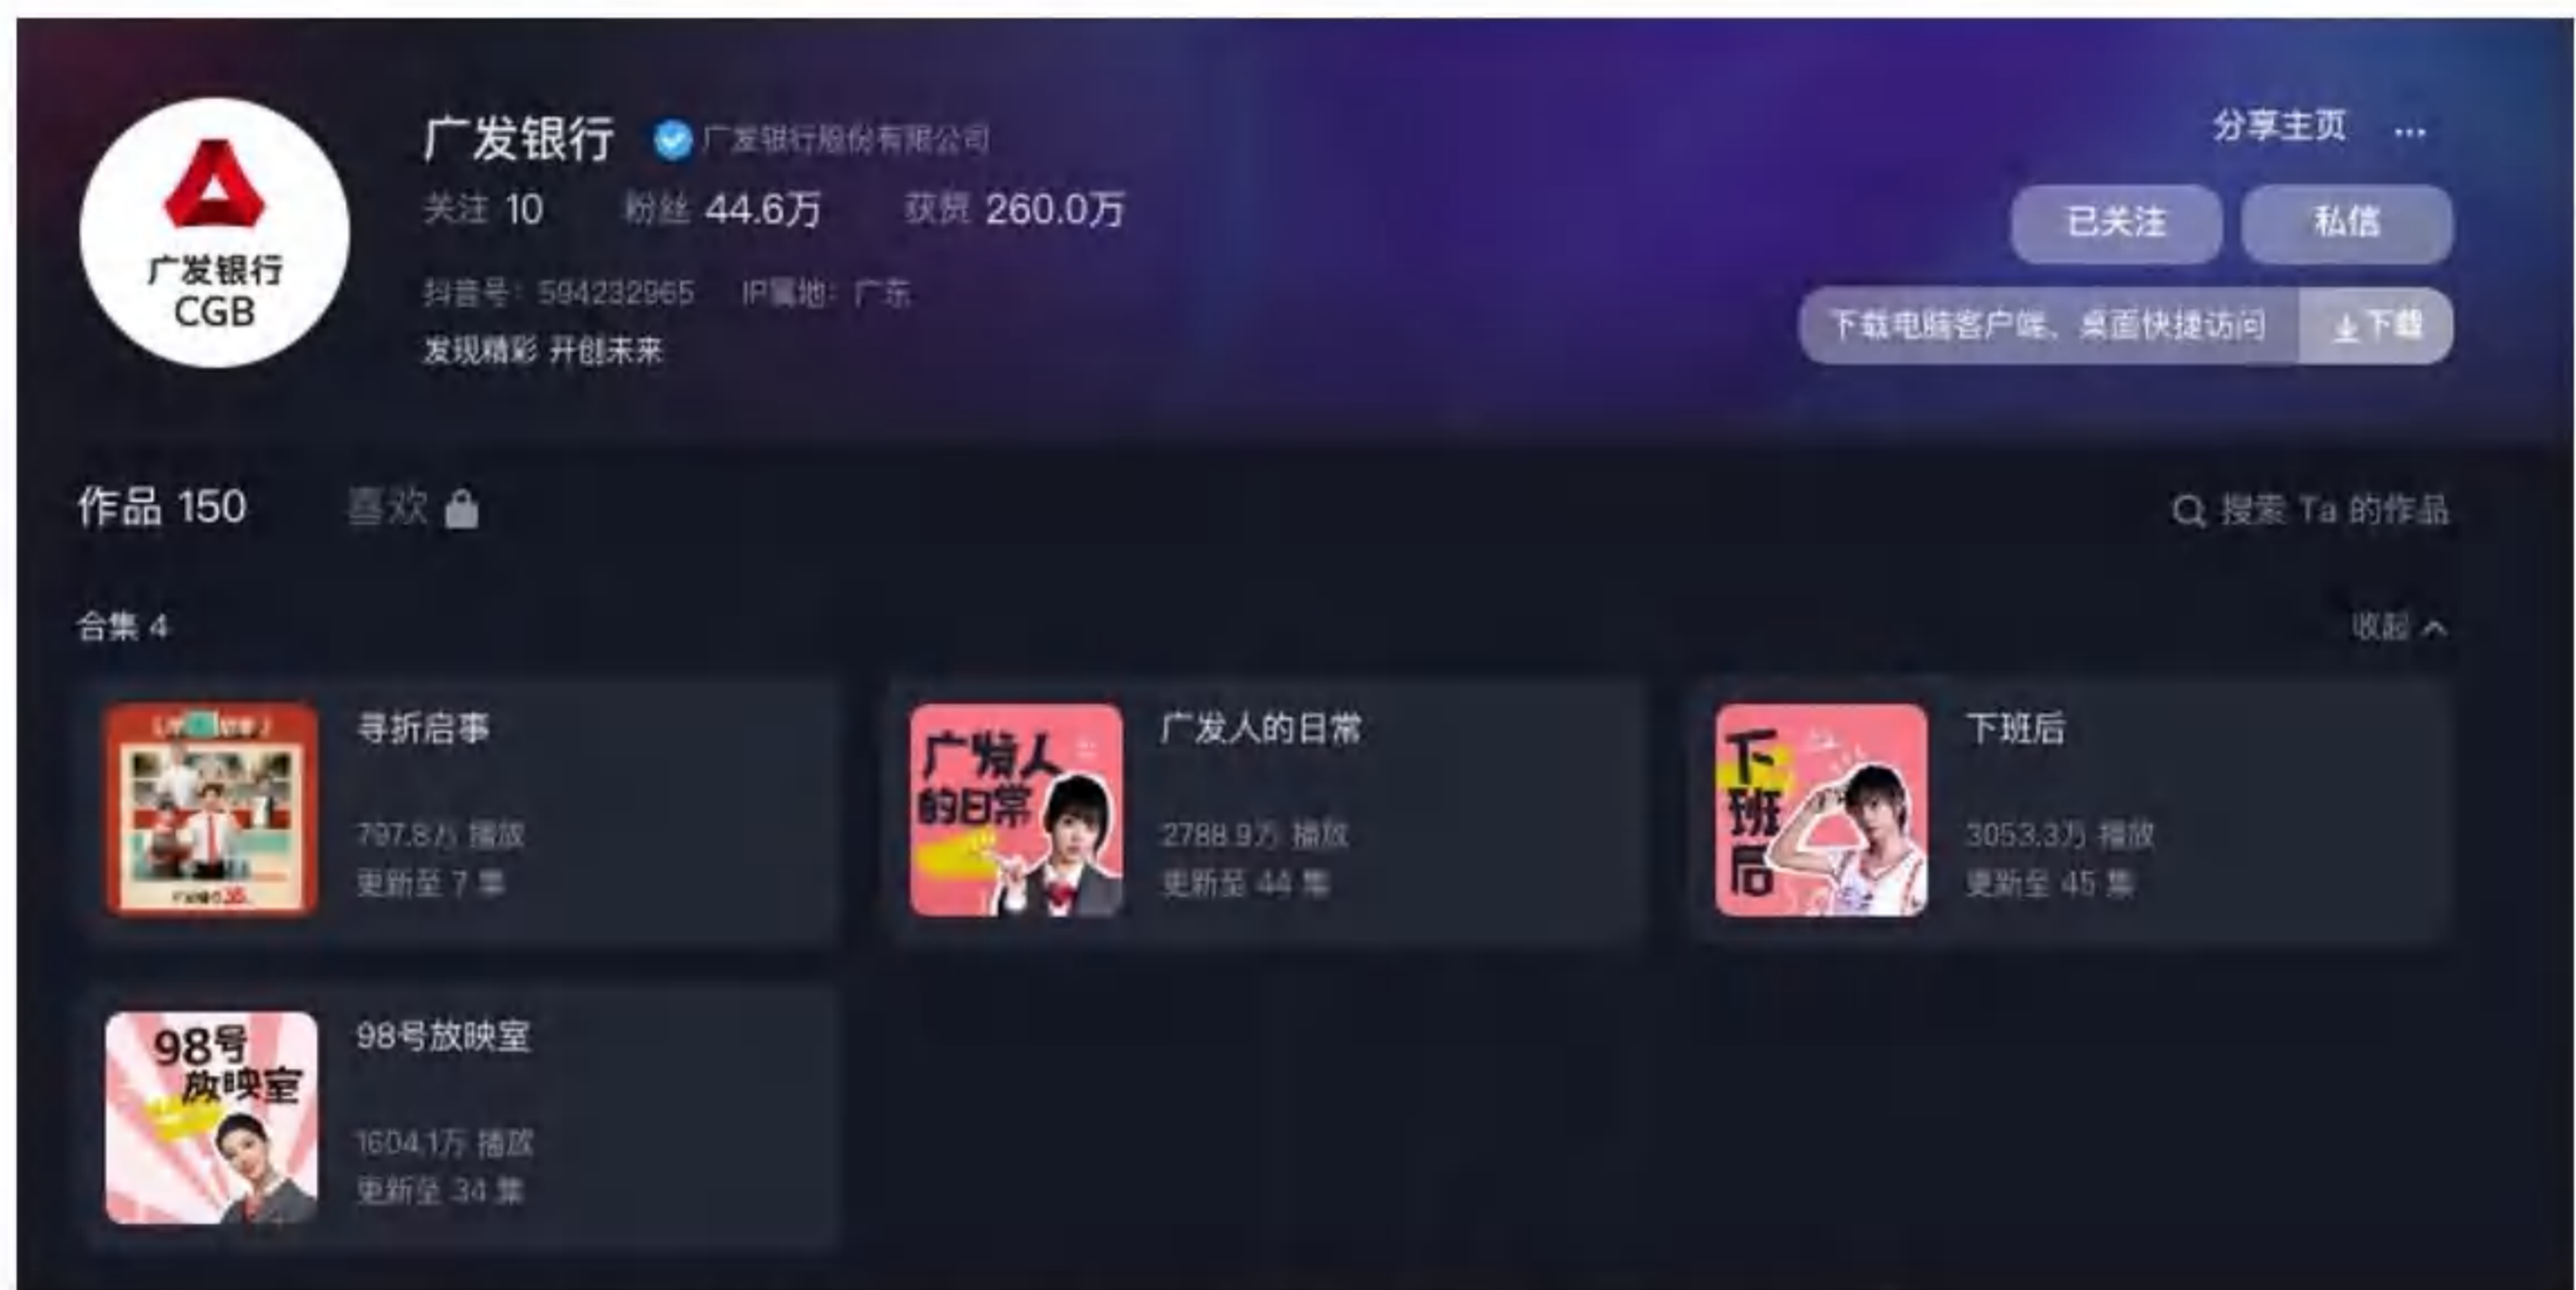 广发银行 广发银行股份有限公司
分享主页 ...
关注 10 粉丝 44.6万 获赞 260.0万
已关注 私信
广发银行
CGB
抖音号：594232965 IP属地：广东
下载电脑客户端、桌面快捷访问 下载
发现精彩 开创未来
作品 150 喜欢
搜索 Ta 的作品
合集 4
收起
寻折启事
797.8万 播放
更新至 7 集
广发人
的日常
广发人的日常
2788.9万 播放
更新至 44 集
下
班
后
下班后
3053.3万 播放
更新至 45 集
98号
放映室
98号放映室
1604.1万 播放
更新至 34 集